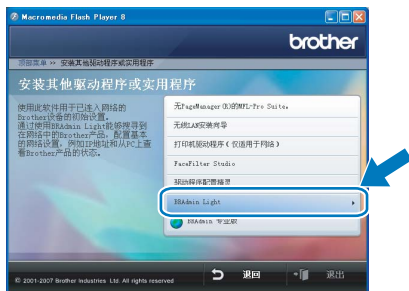 Macromedia Flash Player 8
brother
顶部菜单 >> 安装其他驱动程序或实用程序
安装其他驱动程序或实用程序
使用此软件用于已连入网络的
Brother设备的初始设置。
通过使用BRAdmin Light能够搜寻到
在网络中的Brother产品，配置基本
的网络设置，例如IP地址和从PC上查
看Brother产品的状态。
无PageManager (R)的MFL-Pro Suite。
无线LAN安装向导
打印机驱动程序（仅适用于网络）
FaceFilter Studio
驱动程序配置精灵
BRAdmin Light
BRAdmin 专业版
© 2001-2007 Brother Industries Ltd. All rights reserved
退回
退出